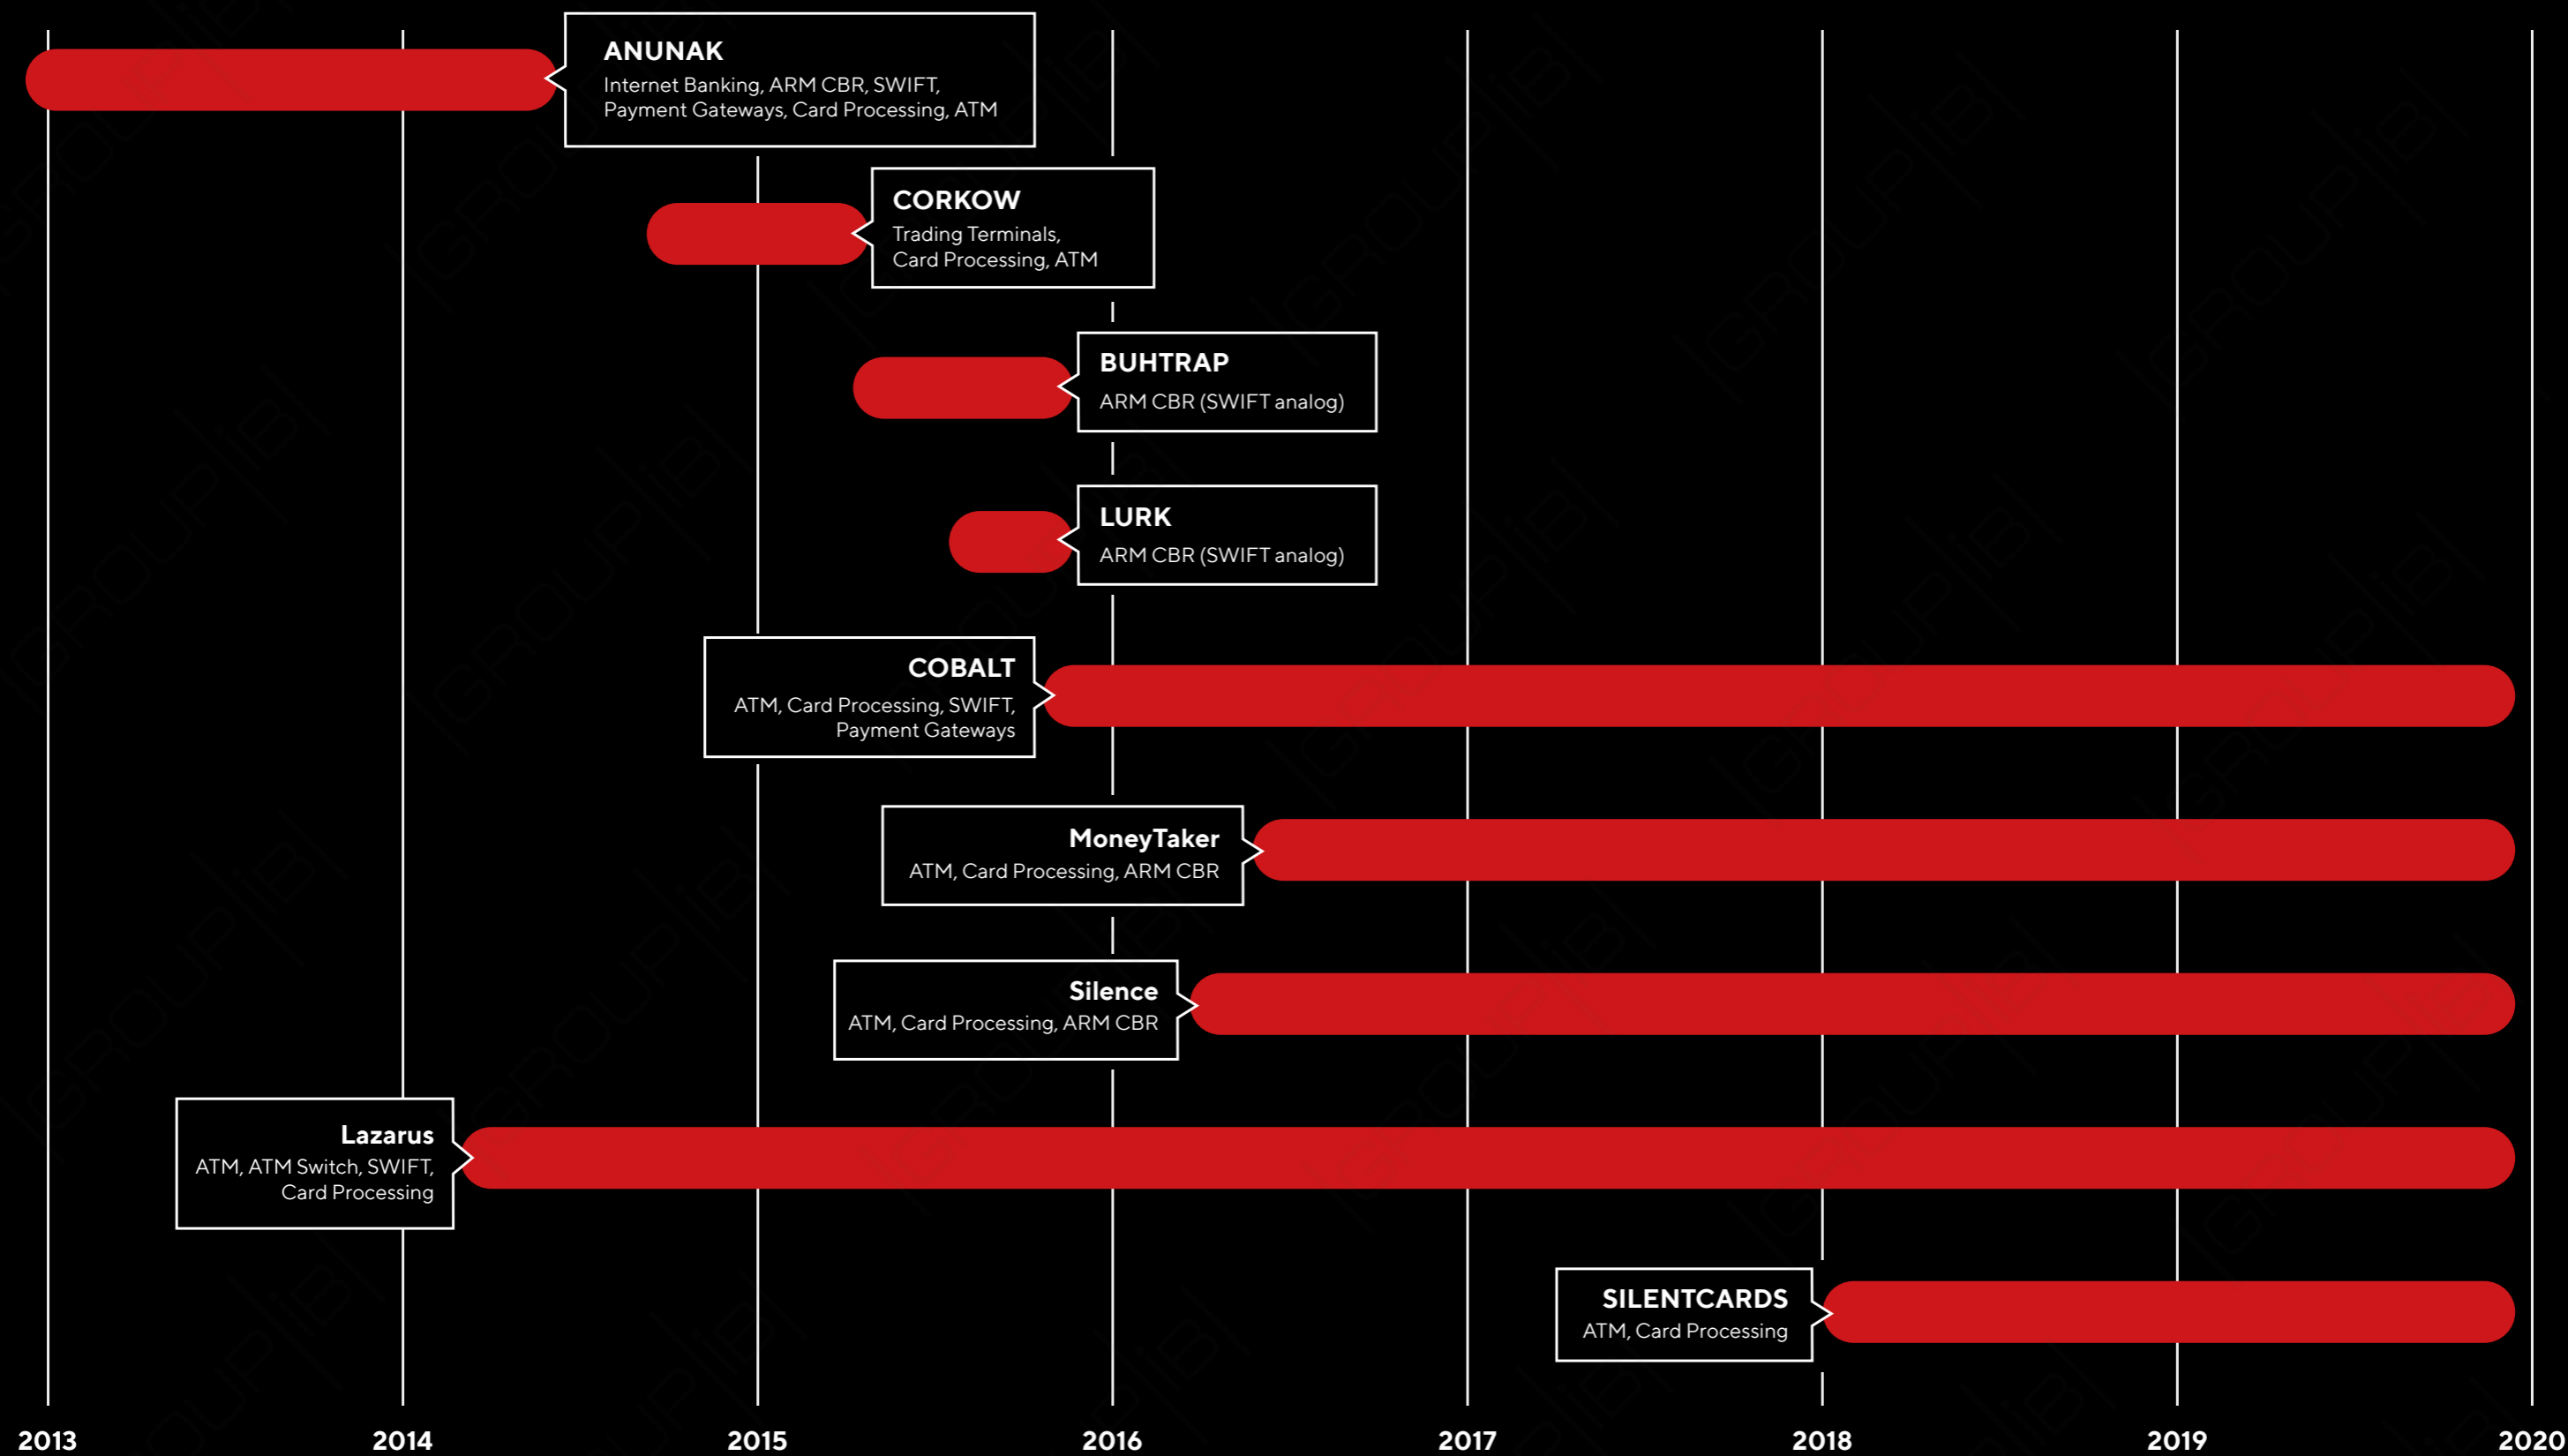 ANUNAK
Internet Banking, ARM CBR, SWIFT,
Payment Gateways, Card Processing, ATM
CORKOW
Trading Terminals,
Card Processing, ATM
BUHTRAP
ARM CBR (SWIFT analog)
LURK
ARM CBR (SWIFT analog)
COBALT
ATM, Card Processing, SWIFT,
Payment Gateways
MoneyTaker
ATM, Card Processing, ARM CBR
Silence
ATM, Card Processing, ARM CBR
Lazarus
ATM, ATM Switch, SWIFT,
Card Processing
SILENTCARDS
ATM, Card Processing
2013 2014 2015 2016 2017 2018 2019 2020
GROUP|iB